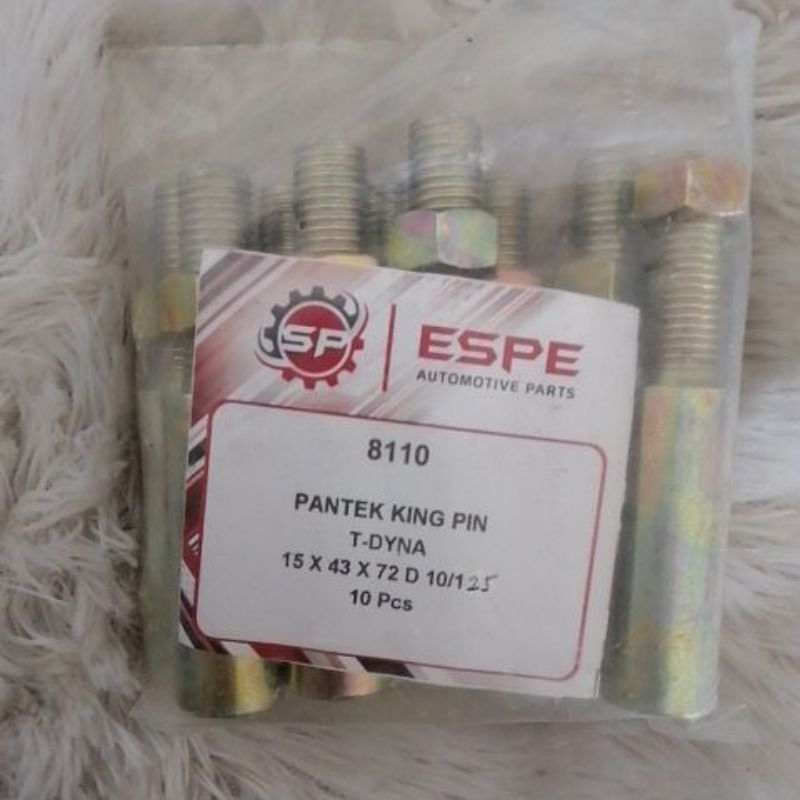 SP
ESPE
AUTOMOTIVE PARTS
8110
PANTEK KING PIN
T-DYNA
15 X 43 X 72 D 10/125
10 Pcs